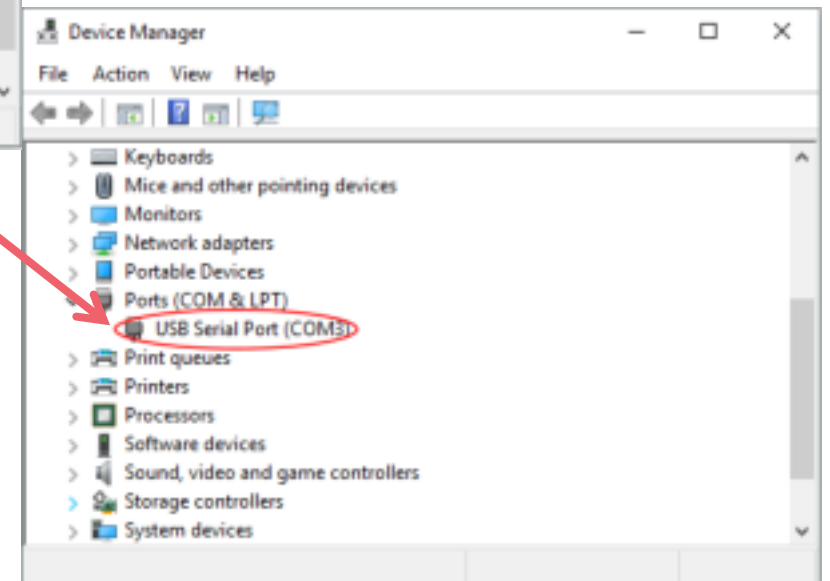 Device Manager
File Action View Help
Keyboards
Mice and other pointing devices
Monitors
Network adapters
Portable Devices
Ports (COM & LPT)
USB Serial Port (COM3)
Print queues
Printers
Processors
Software devices
Sound, video and game controllers
Storage controllers
System devices